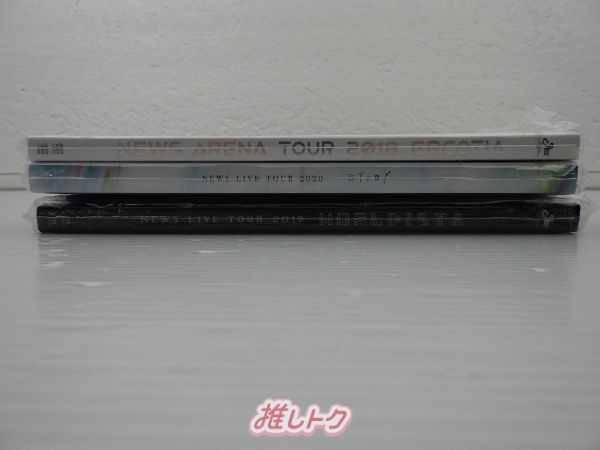 NEWS ARENA TOUR 2018 EPCOTIA
NEWS LIVE TOUR 2020 STORY
NEWS LIVE TOUR 2019 WORLDISTA
推しトク